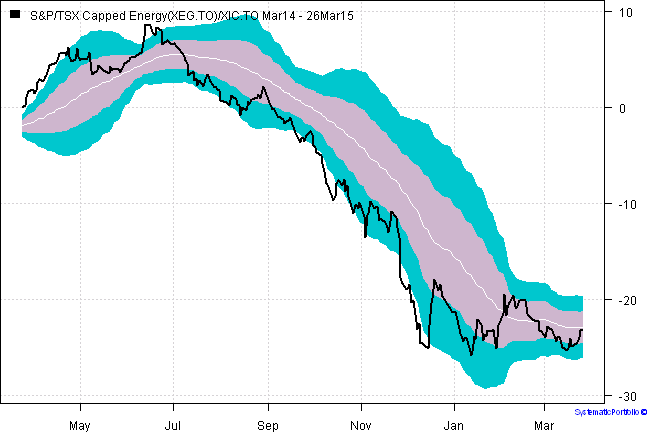 S&P/TSX Capped Energy(XEG.TO)/XIC.TO Mar14 - 26Mar15
10
0
-10
-20
-30
May Jul Sep Nov Jan Mar
SystematicPortfolio ©